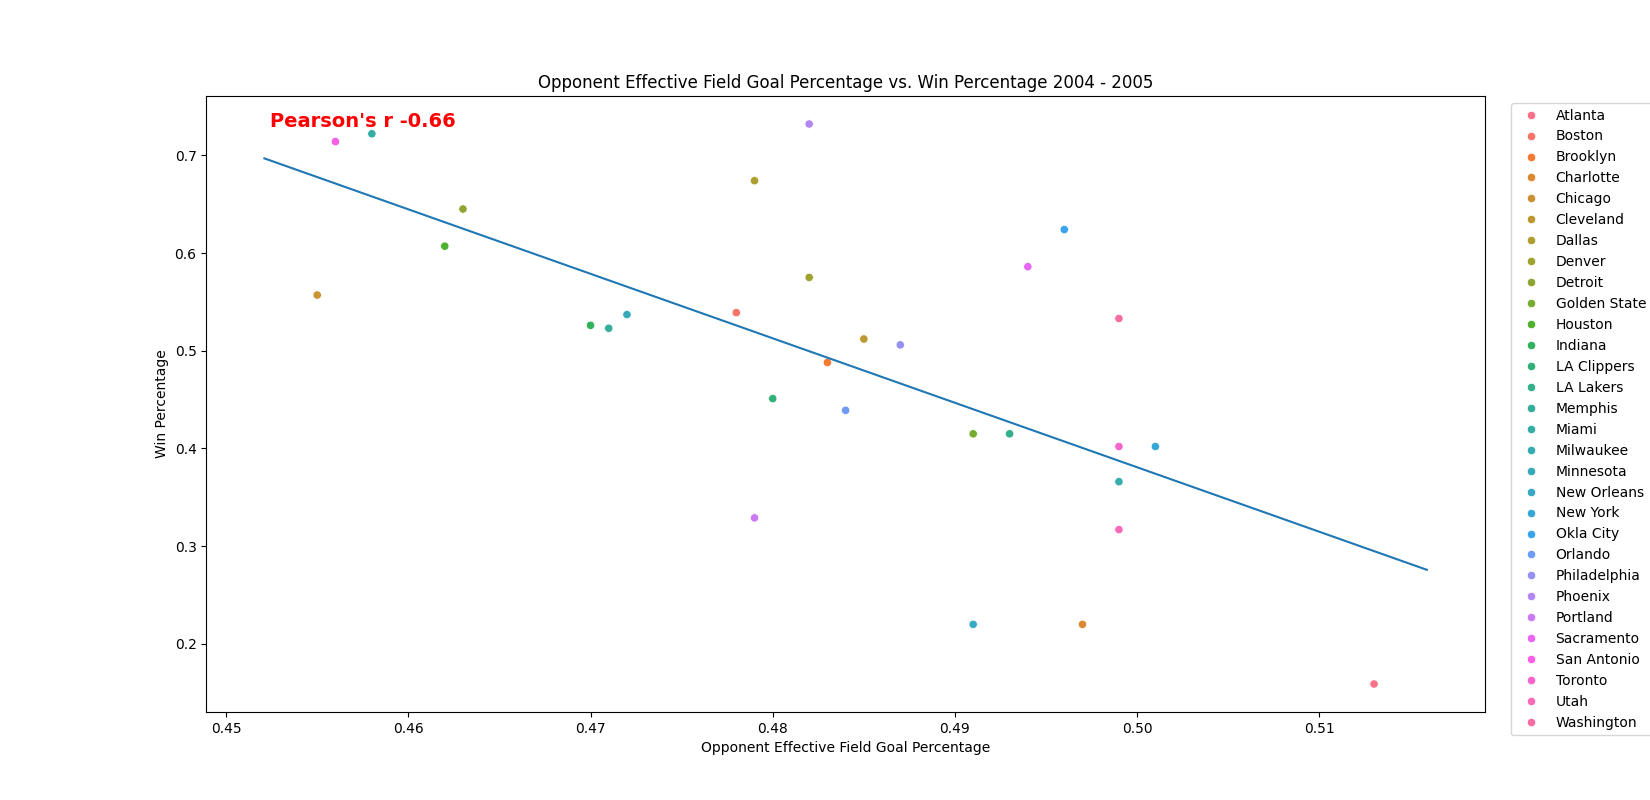 Opponent Effective Field Goal Percentage vs. Win Percentage 2004 - 2005
Pearson's r -0.66
0.7
0.6
0.5
0.4
0.3
0.2
Win Percentage
0.45 0.46 0.47 0.48 0.49 0.50 0.51
Opponent Effective Field Goal Percentage
Atlanta
Boston
Brooklyn
Charlotte
Chicago
Cleveland
Dallas
Denver
Detroit
Golden State
Houston
Indiana
LA Clippers
LA Lakers
Memphis
Miami
Milwaukee
Minnesota
New Orleans
New York
Okla City
Orlando
Philadelphia
Phoenix
Portland
Sacramento
San Antonio
Toronto
Utah
Washington